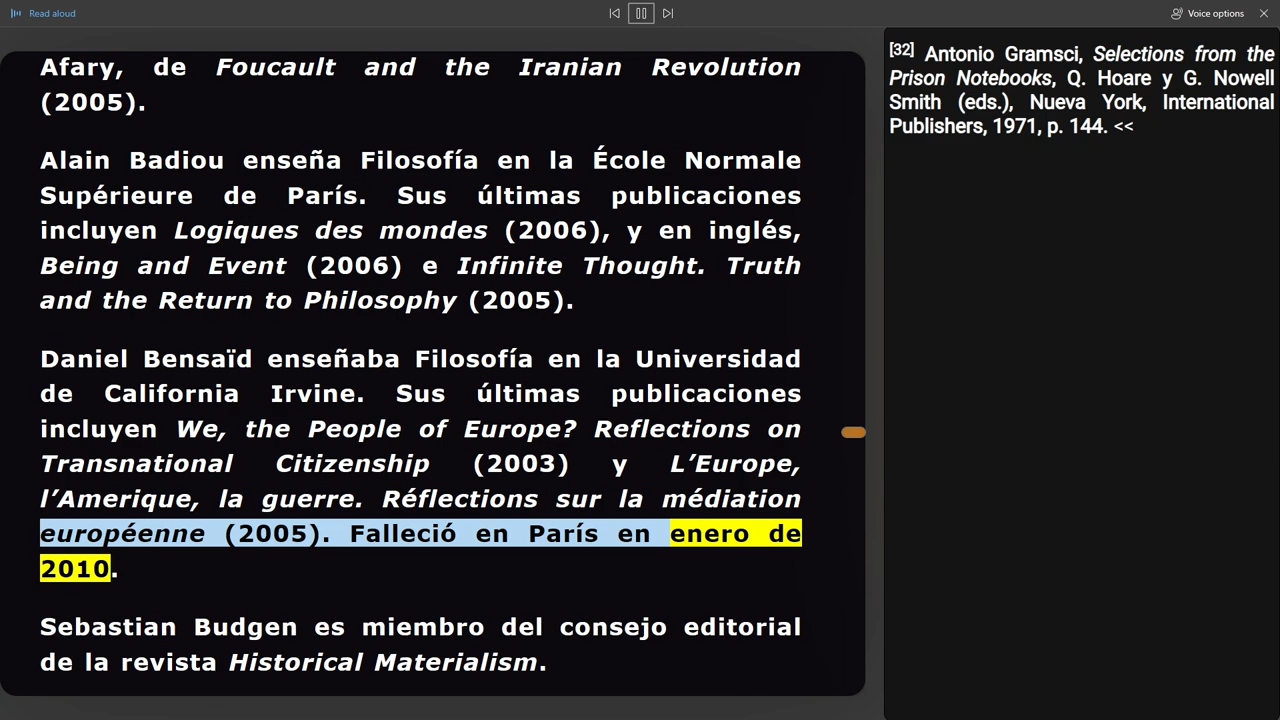 Read aloud
Voice options
Afary, de Foucault and the Iranian Revolution
(2005).
Alain Badiou enseña Filosofía en la École Normale
Supérieure de París. Sus últimas publicaciones
incluyen Logiques des mondes (2006), y en inglés,
Being and Event (2006) e Infinite Thought. Truth
and the Return to Philosophy (2005).
Daniel Bensaïd enseñaba Filosofía en la Universidad
de California Irvine. Sus últimas publicaciones
incluyen We, the People of Europe? Reflections on
Transnational Citizenship (2003) y L’Europe,
l’Amerique, la guerre. Réflections sur la médiation
européenne (2005). Falleció en París en enero de
2010.
Sebastian Budgen es miembro del consejo editorial
de la revista Historical Materialism.
[32] Antonio Gramsci, Selections from the
Prison Notebooks, Q. Hoare y G. Nowell
Smith (eds.), Nueva York, International
Publishers, 1971, p. 144. <<